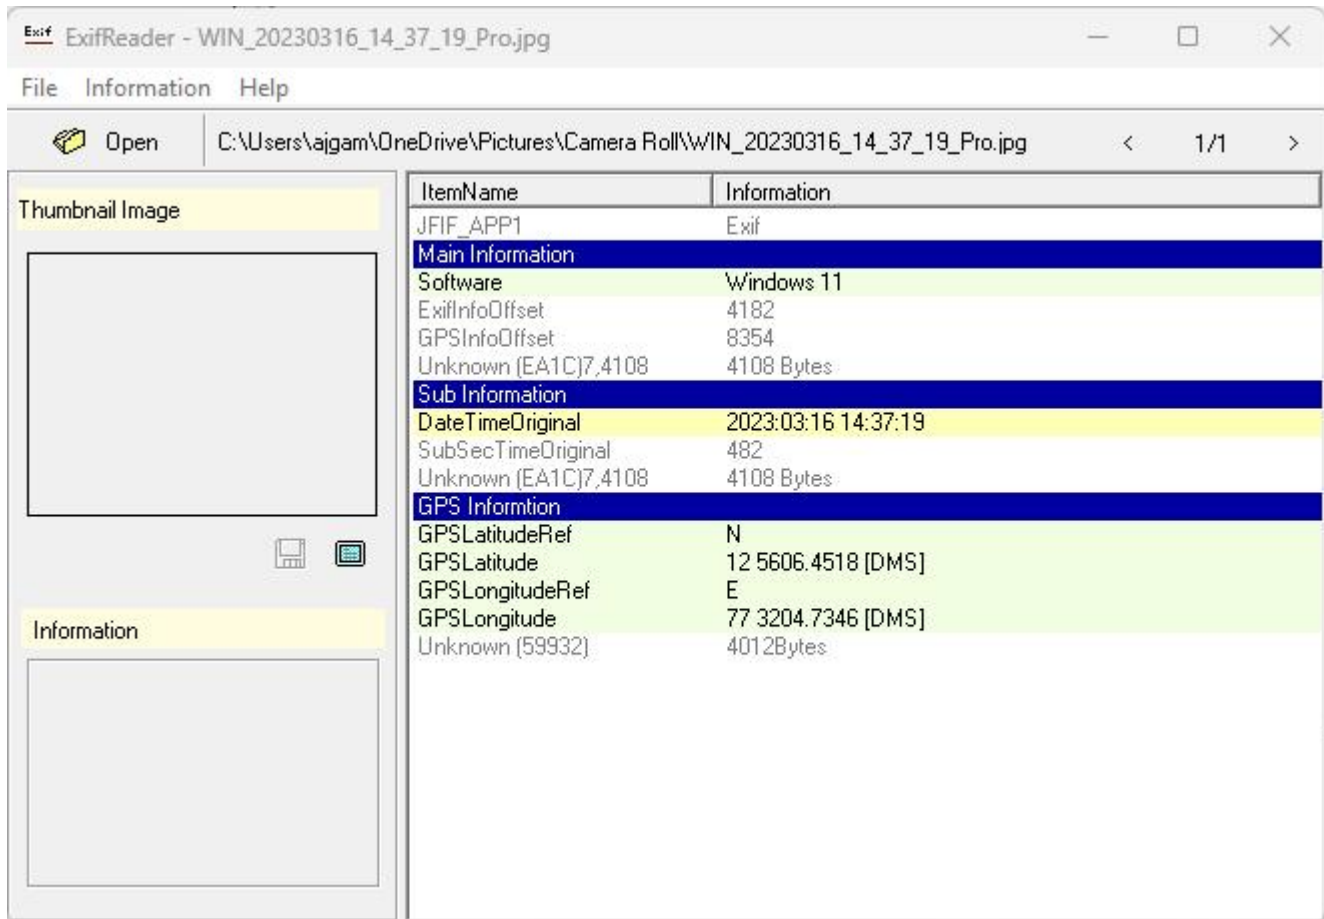 Exif ExifReader - WIN_20230316_14_37_19_Pro.jpg
File Information Help
Open C:\Users\ajgam\OneDrive\Pictures\Camera Roll\\WIN_20230316_14_37_19_Pro.jpg < 1/1 >
Thumbnail Image
Information
ItemName Information
JFIF_APP1 Exif
Main Information
Software Windows 11
ExifInfoOffset 4182
GPSInfoOffset 8354
Unknown (EA1C)7,4108 4108 Bytes
Sub Information
DateTimeOriginal 2023:03:16 14:37:19
SubSecTimeOriginal 482
Unknown (EA1C)7,4108 4108 Bytes
GPS Informtion
GPSLatitudeRef N
GPSLatitude 12 5606.4518 [DMS]
GPSLongitudeRef E
GPSLongitude 77 3204.7346 [DMS]
Unknown (59932) 4012Bytes